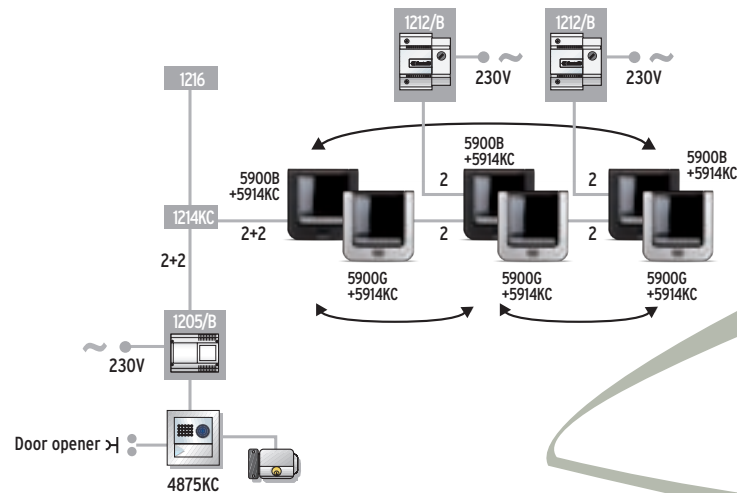 1212/B
1212/B
230V
230V
1216
5900B
+5914KC
5900B
+5914KC
5900B
+5914KC
2
2
1214KC
2+2
2
2
2+2
5900G
+5914KC
5900G
+5914KC
5900G
+5914KC
1205/B
230V
Door opener
4875KC